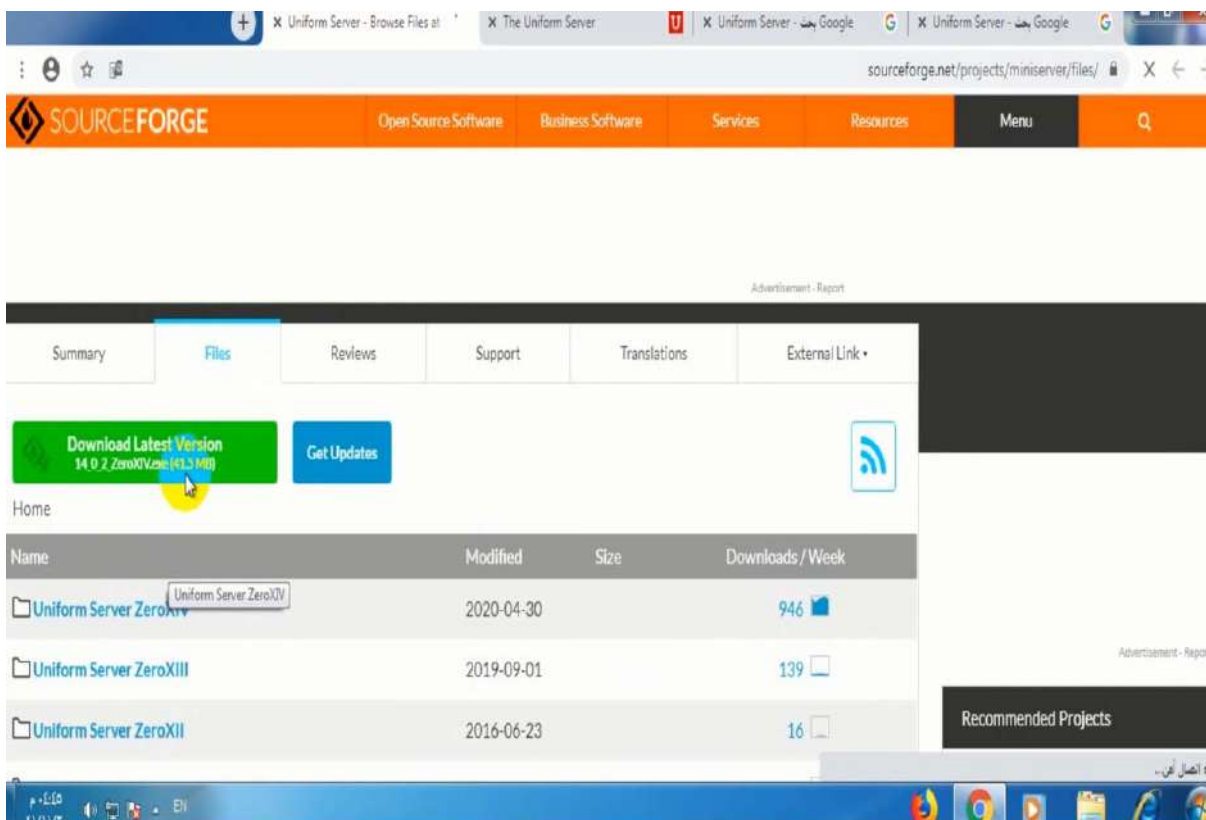 Uniform Server - Browse Files at
The Uniform Server
Uniform Server - بحث Google
Uniform Server - بحث Google
sourceforge.net/projects/miniserver/files/
SOURCEFORGE
Open Source Software
Business Software
Services
Resources
Menu
Advertisement - Report
Summary
Files
Reviews
Support
Translations
External Link
Download Latest Version
14_0_2_ZeroXIV.exe (41.3 MB)
Get Updates
Home
Name Modified Size Downloads / Week
Uniform Server ZeroXIV 2020-04-30 946
Uniform Server ZeroXIV
Uniform Server ZeroXIII 2019-09-01 139
Uniform Server ZeroXII 2016-06-23 16
Advertisement - Repor
Recommended Projects
EN